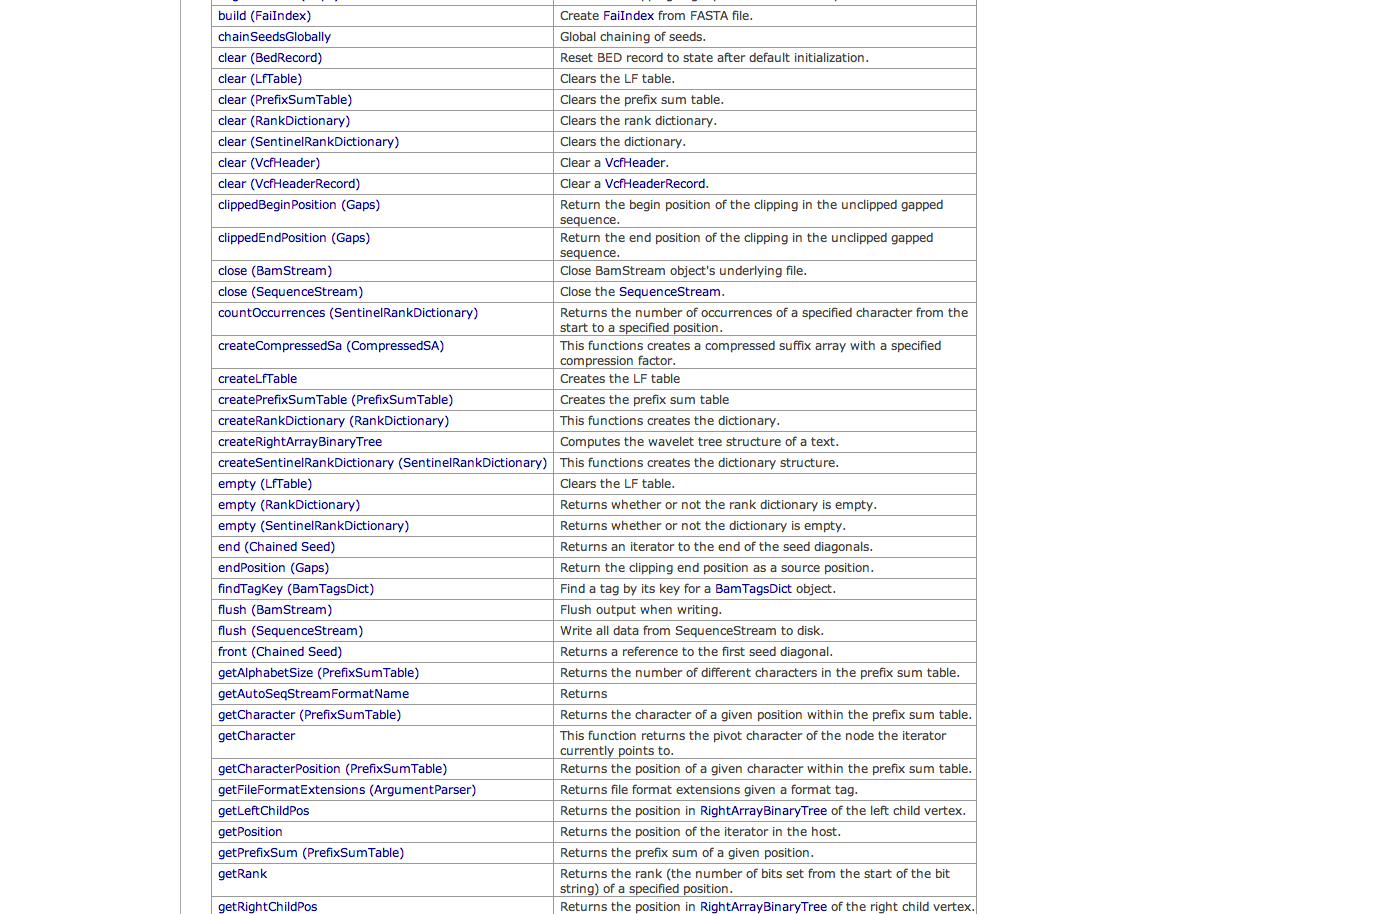 build (FaiIndex) Create FaiIndex from FASTA file.
chainSeedsGlobally Global chaining of seeds.
clear (BedRecord) Reset BED record to state after default initialization.
clear (LfTable) Clears the LF table.
clear (PrefixSumTable) Clears the prefix sum table.
clear (RankDictionary) Clears the rank dictionary.
clear (SentinelRankDictionary) Clears the dictionary.
clear (VcfHeader) Clear a VcfHeader.
clear (VcfHeaderRecord) Clear a VcfHeaderRecord.
clippedBeginPosition (Gaps) Return the begin position of the clipping in the unclipped gapped
sequence.
clippedEndPosition (Gaps) Return the end position of the clipping in the unclipped gapped
sequence.
close (BamStream) Close BamStream object's underlying file.
close (SequenceStream) Close the SequenceStream.
countOccurrences (SentinelRankDictionary) Returns the number of occurrences of a specified character from the
start to a specified position.
createCompressedSa (CompressedSA) This functions creates a compressed suffix array with a specified
compression factor.
createLfTable Creates the LF table
createPrefixSumTable (PrefixSumTable) Creates the prefix sum table
createRankDictionary (RankDictionary) This functions creates the dictionary.
createRightArrayBinaryTree Computes the wavelet tree structure of a text.
createSentinelRankDictionary (SentinelRankDictionary) This functions creates the dictionary structure.
empty (LfTable) Clears the LF table.
empty (RankDictionary) Returns whether or not the rank dictionary is empty.
empty (SentinelRankDictionary) Returns whether or not the dictionary is empty.
end (Chained Seed) Returns an iterator to the end of the seed diagonals.
endPosition (Gaps) Return the clipping end position as a source position.
findTagKey (BamTagsDict) Find a tag by its key for a BamTagsDict object.
flush (BamStream) Flush output when writing.
flush (SequenceStream) Write all data from SequenceStream to disk.
front (Chained Seed) Returns a reference to the first seed diagonal.
getAlphabetSize (PrefixSumTable) Returns the number of different characters in the prefix sum table.
getAutoSeqStreamFormatName Returns
getCharacter (PrefixSumTable) Returns the character of a given position within the prefix sum table.
getCharacter This function returns the pivot character of the node the iterator
currently points to.
getCharacterPosition (PrefixSumTable) Returns the position of a given character within the prefix sum table.
getFileFormatExtensions (ArgumentParser) Returns file format extensions given a format tag.
getLeftChildPos Returns the position in RightArrayBinaryTree of the left child vertex.
getPosition Returns the position of the iterator in the host.
getPrefixSum (PrefixSumTable) Returns the prefix sum of a given position.
getRank Returns the rank (the number of bits set from the start of the bit
string) of a specified position.
getRightChildPos Returns the position in RightArrayBinaryTree of the right child vertex.